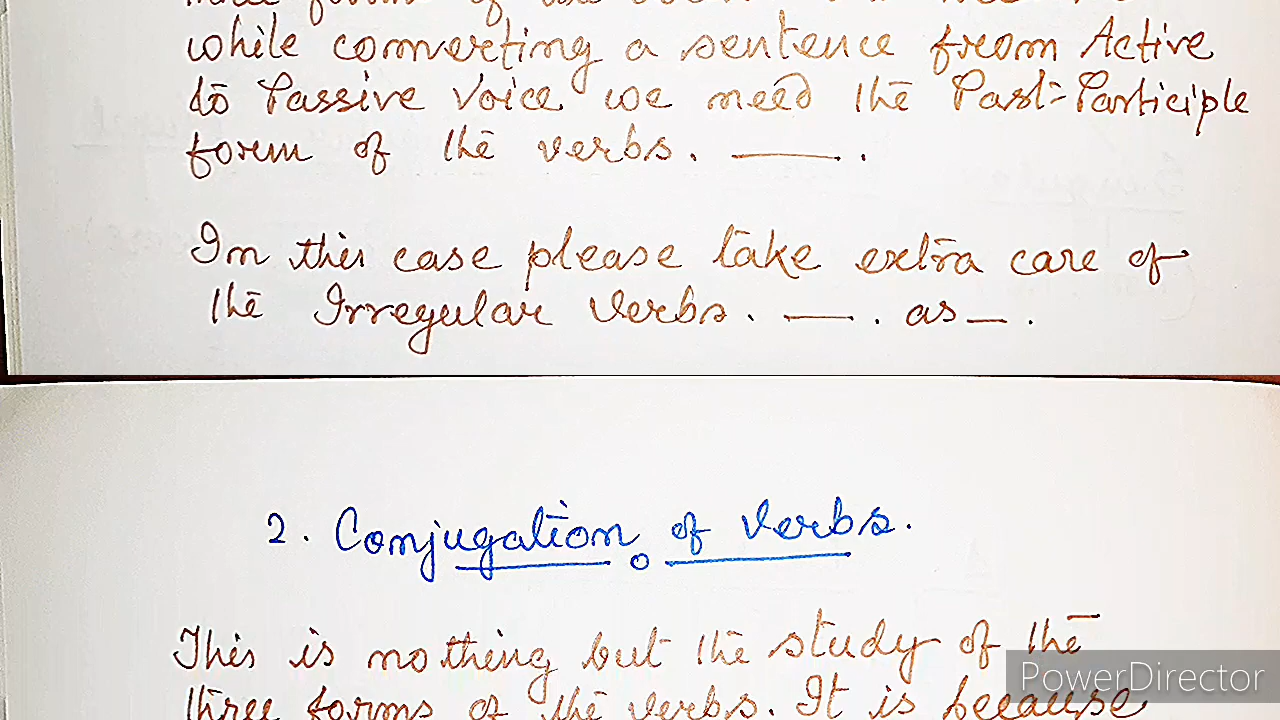 while converting a sentence from Active
to Passive Voice we need the Past-Participle
form of the verbs. ——— .
In this case please take extra care of
the Irregular Verbs. —— . as — .
2. Conjugation of Verbs.
This is nothing but the study of the
three forms of the verbs. It is because
PowerDirector